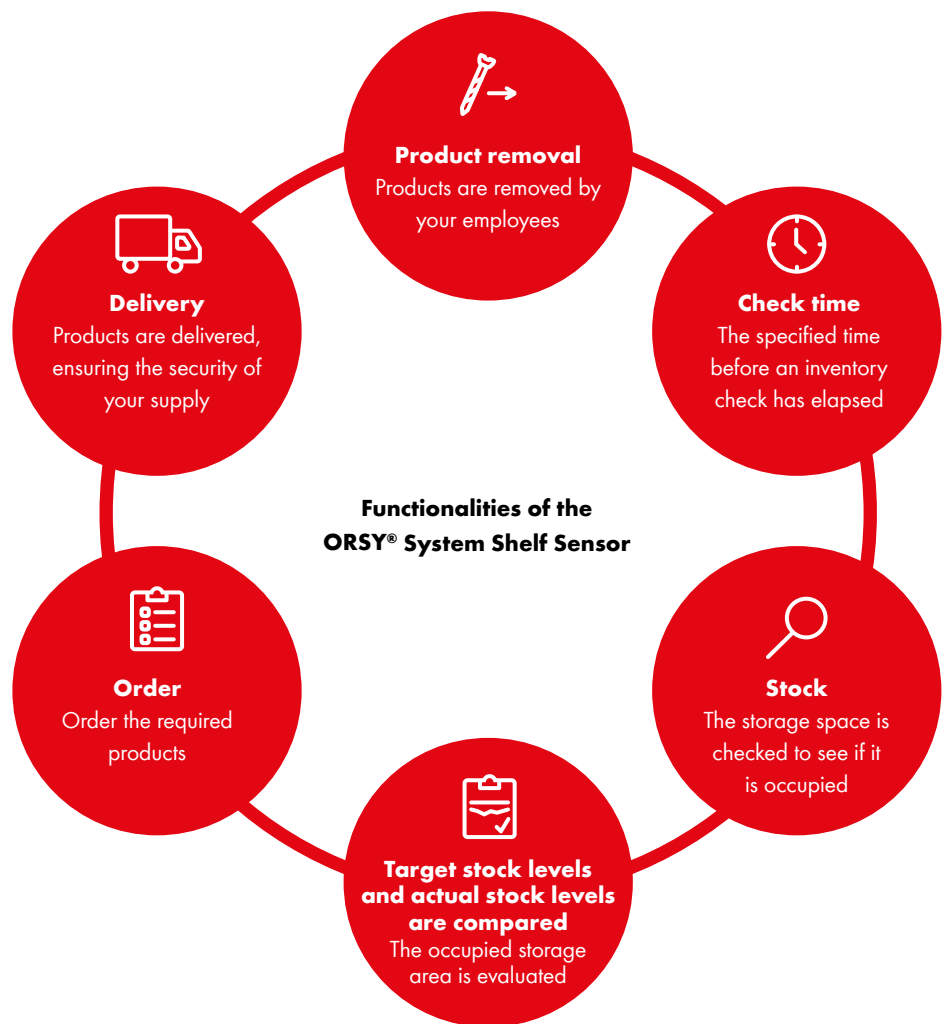 Product removal
Products are removed by
your employees
Check time
The specified time
before an inventory
check has elapsed
Stock
The storage space is
checked to see if it
is occupied
Target stock levels
and actual stock levels
are compared
The occupied storage
area is evaluated
Order
Order the required
products
Delivery
Products are delivered,
ensuring the security of
your supply
Functionalities of the
ORSY® System Shelf Sensor